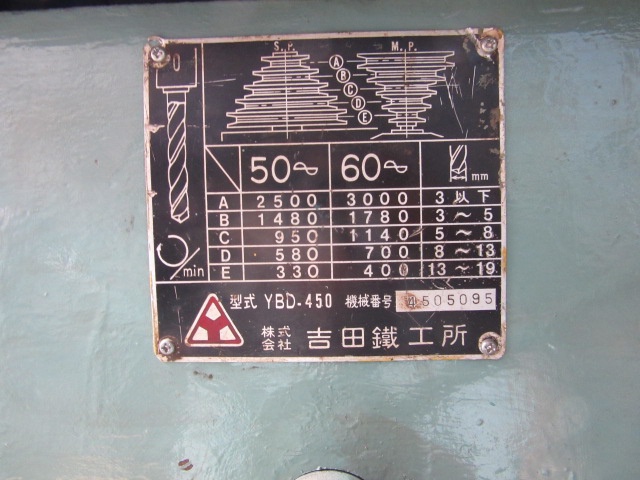 S.P. M.P.
A
B
C
D
E
50~ 60~ mm
A 2500 3000 3 以下
B 1480 1780 3~5
C 950 1140 5~8
D 580 700 8~13
E 330 400 13~19
/min
型式 YBD-450 機械番号 4505095
株式会社 吉田鐵工所